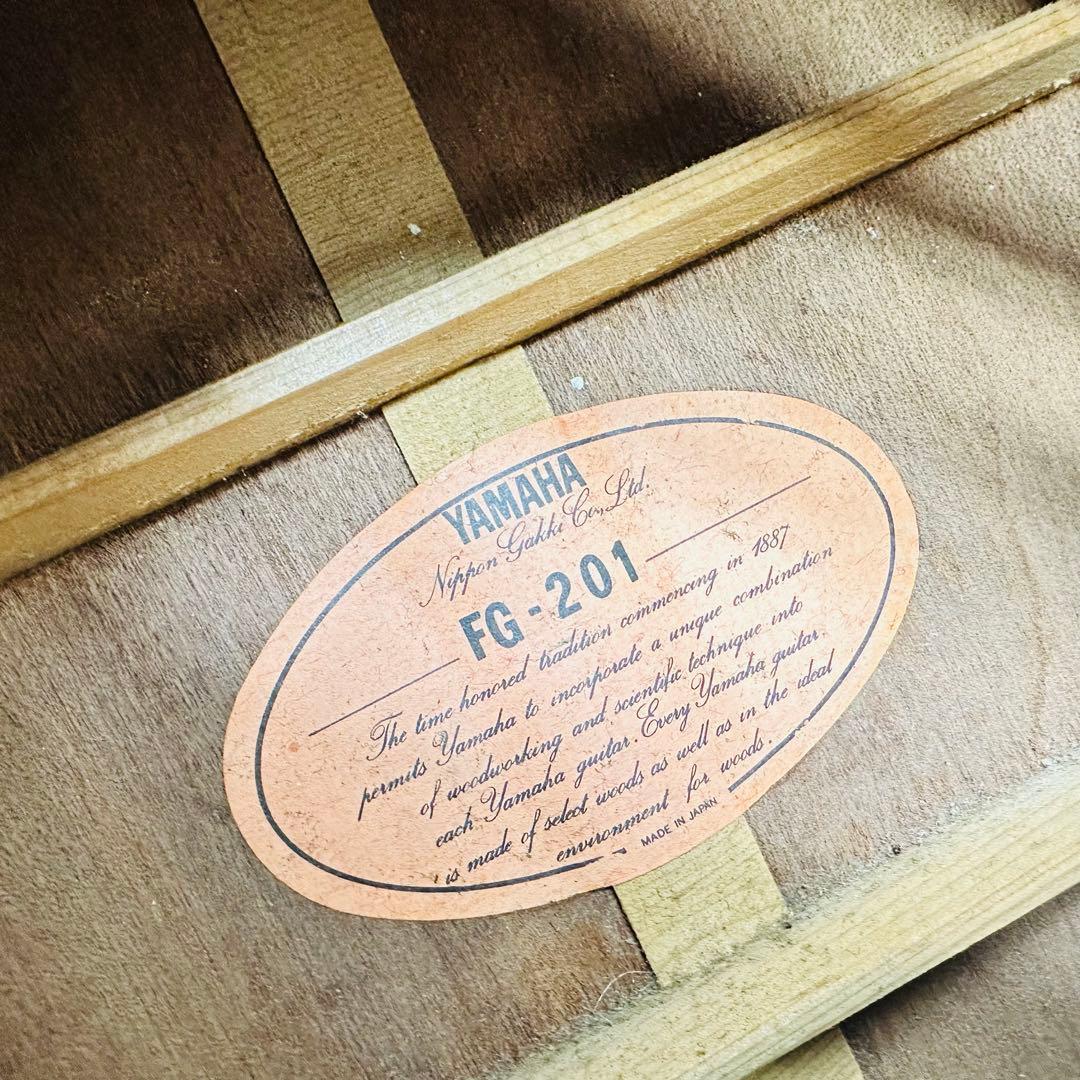 YAMAHA
Nippon Gakki Co., Ltd.
FG-201
The time honored tradition commencing in 1887
permits Yamaha to incorporate a unique combination
of woodworking and scientific technique into
each Yamaha guitar. Every Yamaha guitar
is made of select woods as well as in the ideal
environment for woods.
MADE IN JAPAN